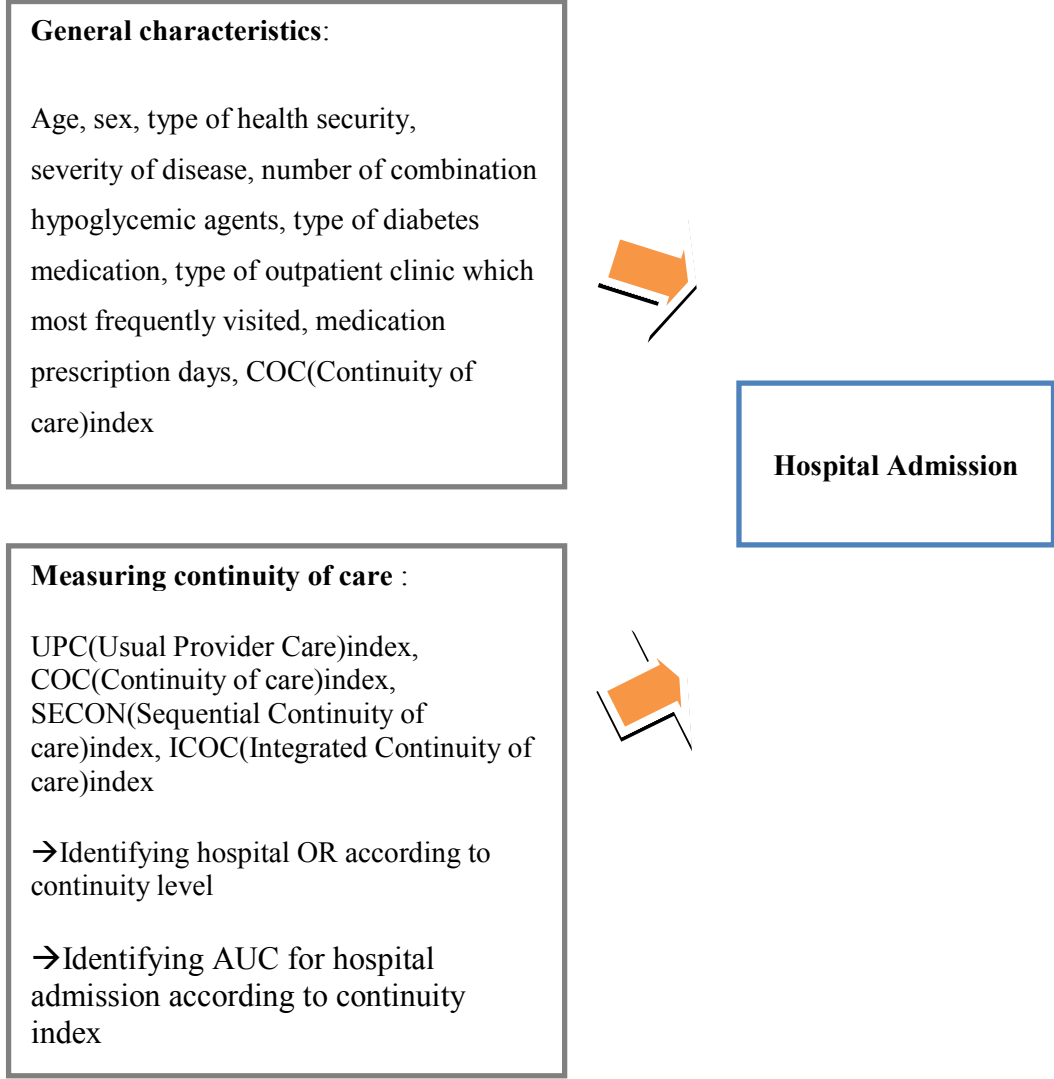 General characteristics:
Age, sex, type of health security,
severity of disease, number of combination
hypoglycemic agents, type of diabetes
medication, type of outpatient clinic which
most frequently visited, medication
prescription days, COC(Continuity of
care)index
Hospital Admission
Measuring continuity of care :
UPC(Usual Provider Care)index,
COC(Continuity of care)index,
SECON(Sequential Continuity of
care)index, ICOC(Integrated Continuity of
care)index
→Identifying hospital OR according to
continuity level
→Identifying AUC for hospital
admission according to continuity
index